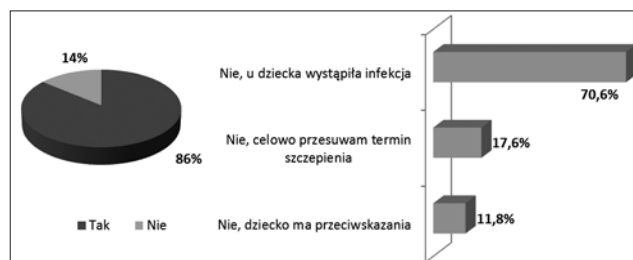 14%
86%
Tak Nie
Nie, u dziecka wystąpiła infekcja
70,6%
Nie, celowo przesuwam termin
szczepienia
17,6%
Nie, dziecko ma przeciwskazania
11,8%